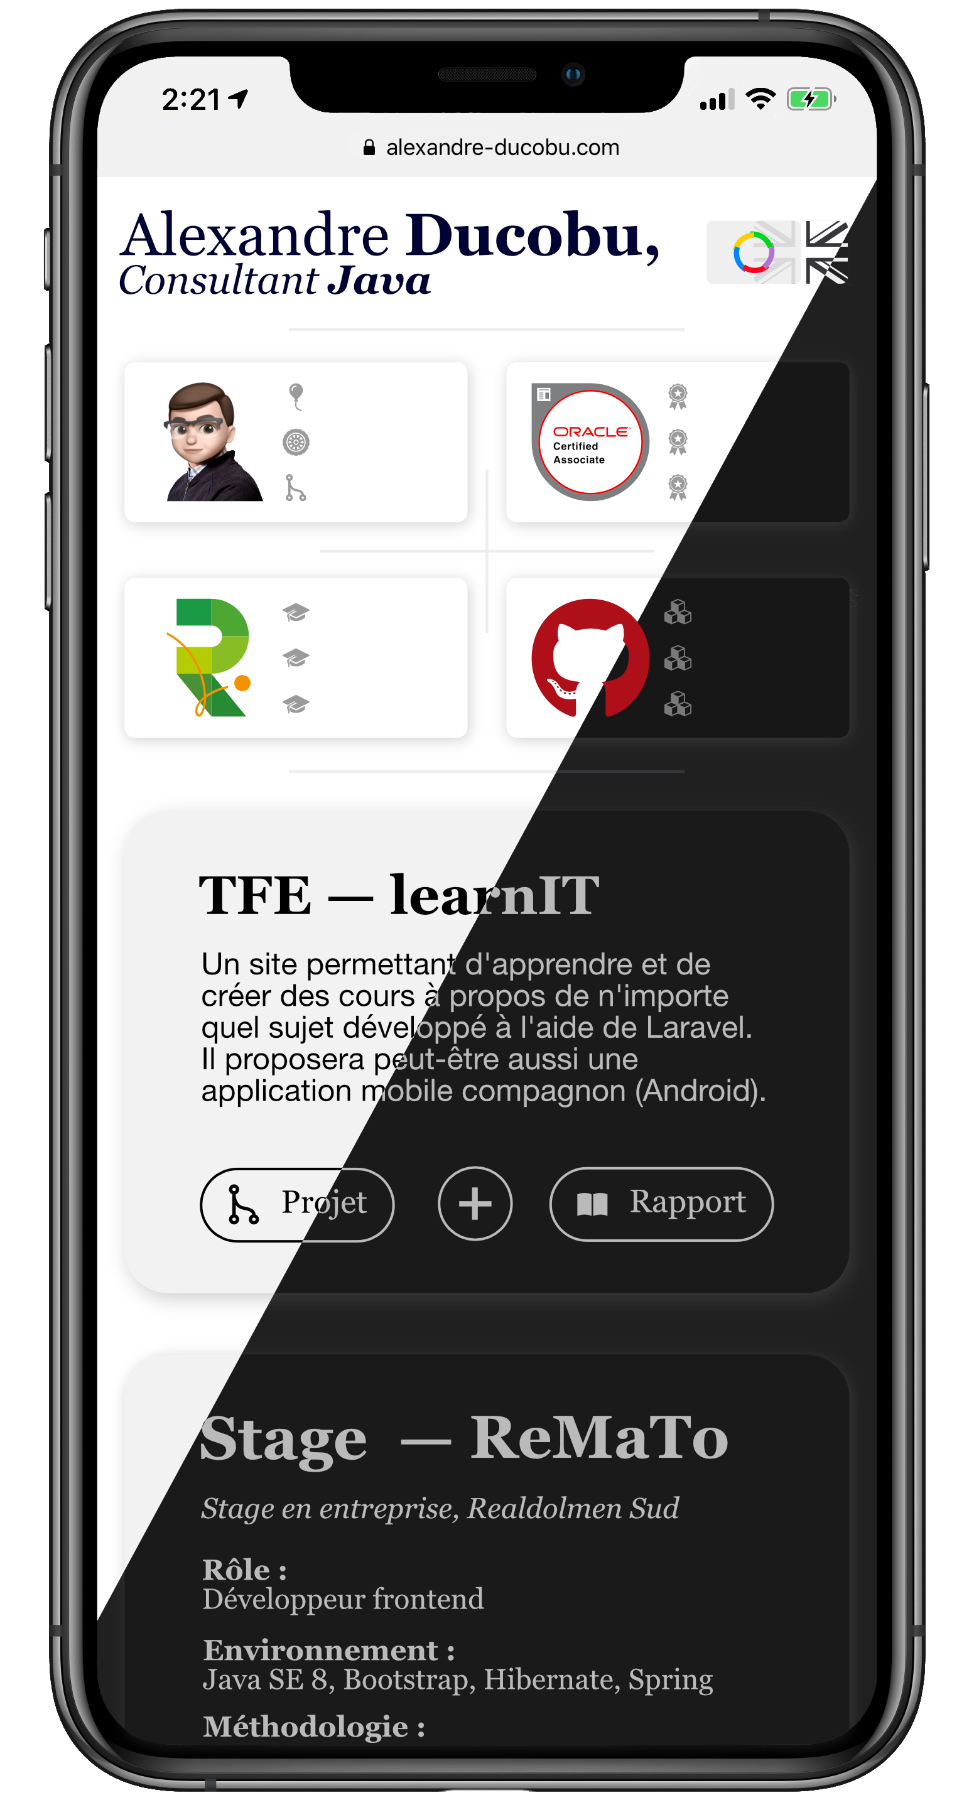 2:21
alexandre-ducobu.com
Alexandre Ducobu,
Consultant Java
ORACLE
Certified
Associate
TFE — learnIT
Un site permettant d'apprendre et de
créer des cours à propos de n'importe
quel sujet développé à l'aide de Laravel.
Il proposera peut-être aussi une
application mobile compagnon (Android).
Projet
Rapport
Stage — ReMaTo
Stage en entreprise, Realdolmen Sud
Rôle :
Développeur frontend
Environnement :
Java SE 8, Bootstrap, Hibernate, Spring
Méthodologie :